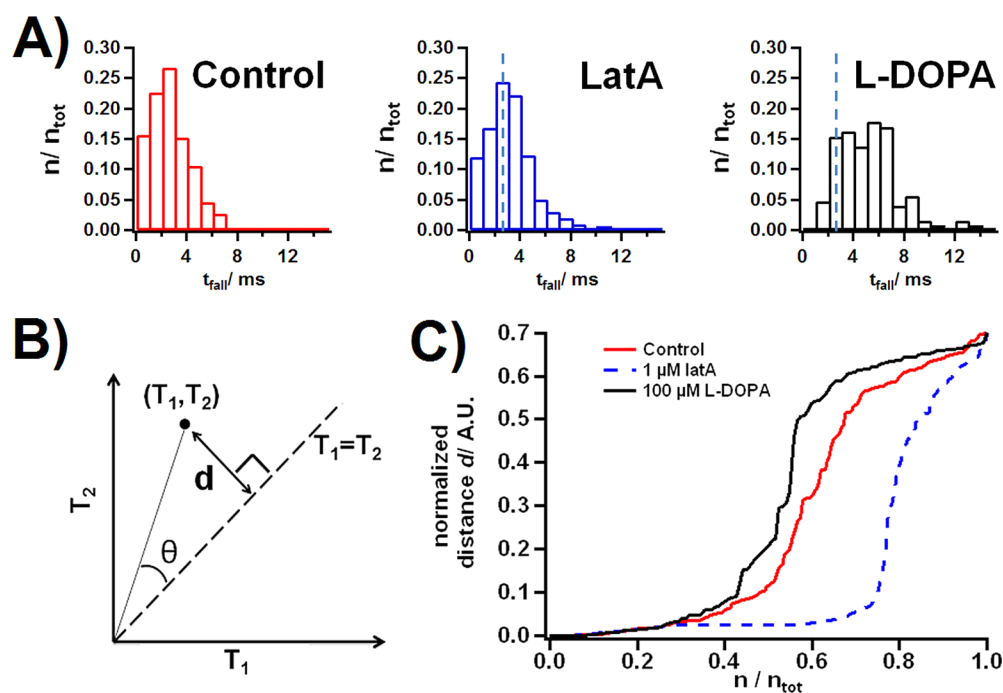 A)
Control
LatA
L-DOPA
n/ ntot
0.30
0.25
0.20
0.15
0.10
0.05
0.00
0 4 8 12
tfall/ ms
n/ ntot
0.30
0.25
0.20
0.15
0.10
0.05
0.00
0 4 8 12
tfall/ ms
n/ ntot
0.30
0.25
0.20
0.15
0.10
0.05
0.00
0 4 8 12
tfall/ ms
B)
(T1,T2)
T1=T2
d
θ
T2
T1
C)
Control
1 µM latA
100 µM L-DOPA
normalized
distance d/ A.U.
0.7
0.6
0.5
0.4
0.3
0.2
0.1
0.0
0.0 0.2 0.4 0.6 0.8 1.0
n / ntot